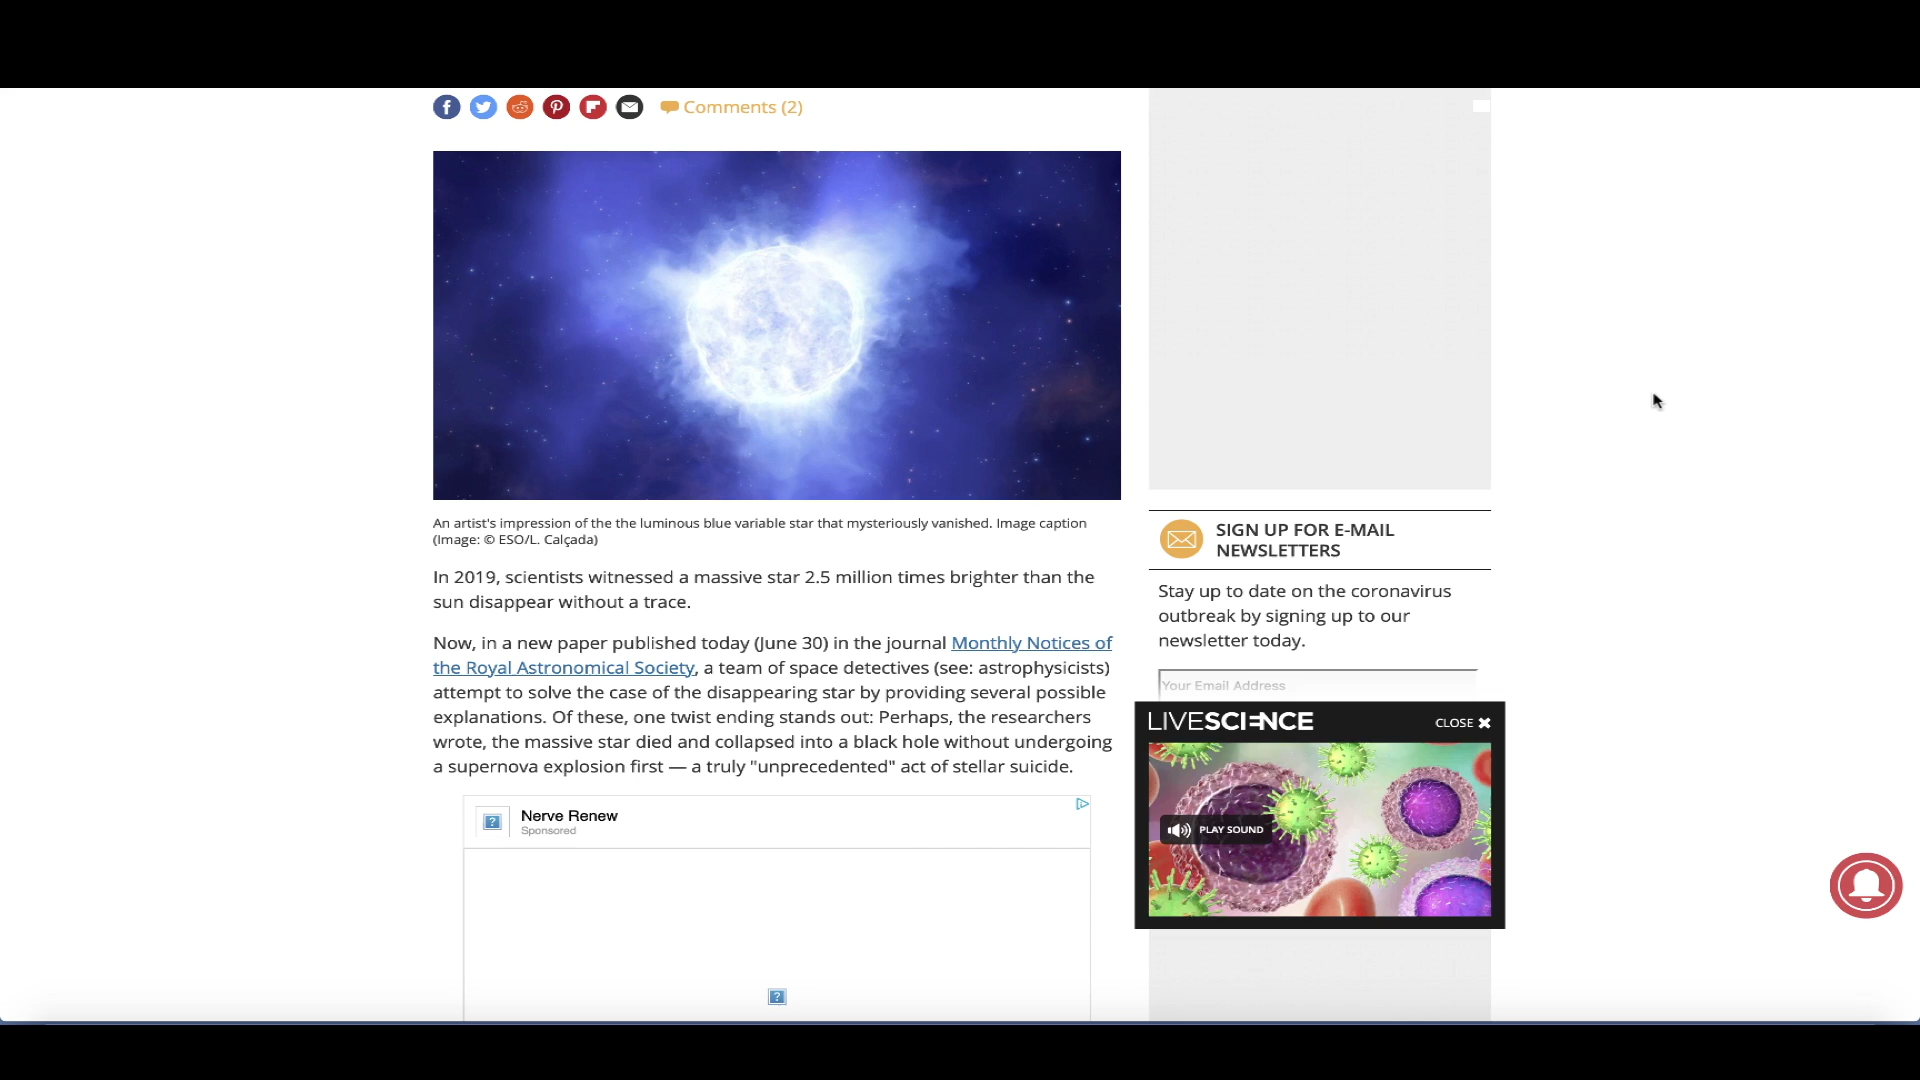 Comments (2)
An artist's impression of the the luminous blue variable star that mysteriously vanished. Image caption
(Image: © ESO/L. Calçada)
In 2019, scientists witnessed a massive star 2.5 million times brighter than the
sun disappear without a trace.
Now, in a new paper published today (June 30) in the journal Monthly Notices of
the Royal Astronomical Society, a team of space detectives (see: astrophysicists)
attempt to solve the case of the disappearing star by providing several possible
explanations. Of these, one twist ending stands out: Perhaps, the researchers
wrote, the massive star died and collapsed into a black hole without undergoing
a supernova explosion first — a truly "unprecedented" act of stellar suicide.
Nerve Renew
Sponsored
SIGN UP FOR E-MAIL
NEWSLETTERS
Stay up to date on the coronavirus
outbreak by signing up to our
newsletter today.
Your Email Address
LIVESCIENCE
CLOSE
PLAY SOUND